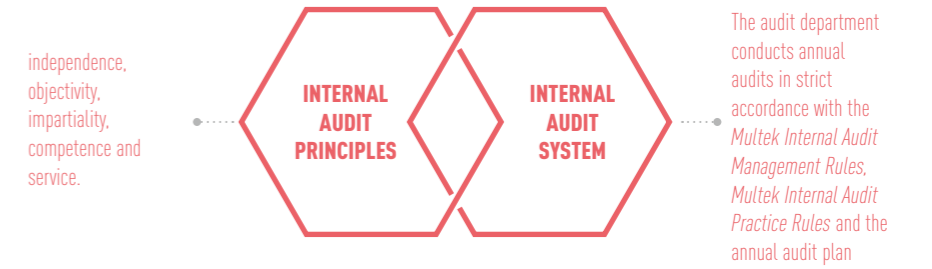 independence,
objectivity,
impartiality,
competence and
service.
INTERNAL
AUDIT
PRINCIPLES
INTERNAL
AUDIT
SYSTEM
The audit department
conducts annual
audits in strict
accordance with the
Multek Internal Audit
Management Rules,
Multek Internal Audit
Practice Rules and the
annual audit plan